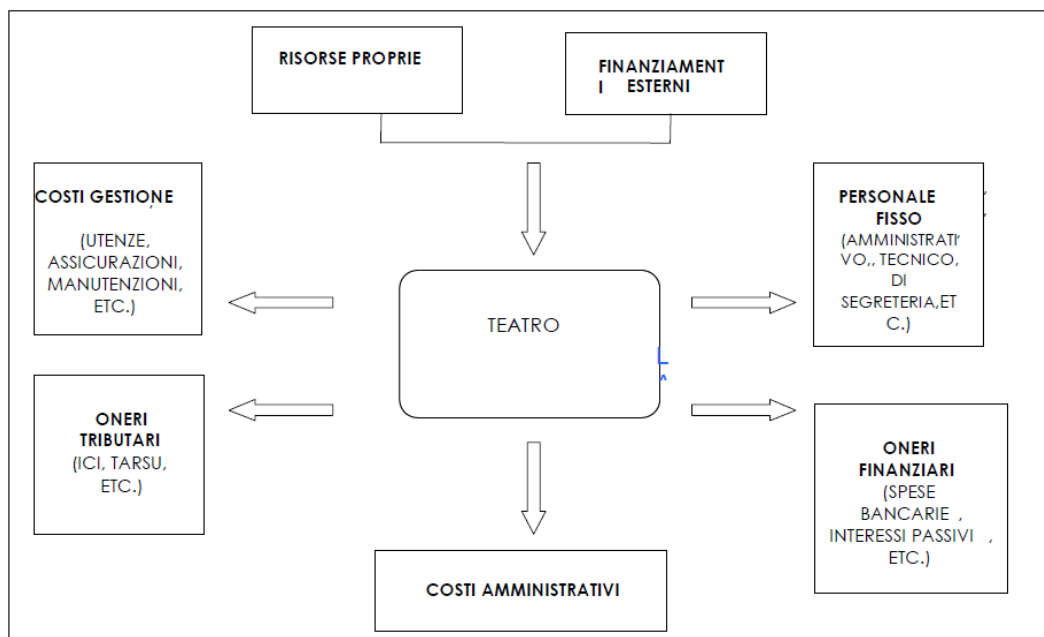 RISORSE PROPRIE
FINANZIAMENT
I ESTERNI
COSTI GESTIONE
(UTENZE,
ASSICURAZIONI,
MANUTENZIONI,
ETC.)
PERSONALE
FISSO
(AMMINISTRATI
VO,, TECNICO,
DI
SEGRETERIA,ET
C.)
TEATRO
ONERI
TRIBUTARI
(ICI, TARSU,
ETC.)
ONERI
FINANZIARI
(SPESE
BANCARIE ,
INTERESSI PASSIVI ,
ETC.)
COSTI AMMINISTRATIVI